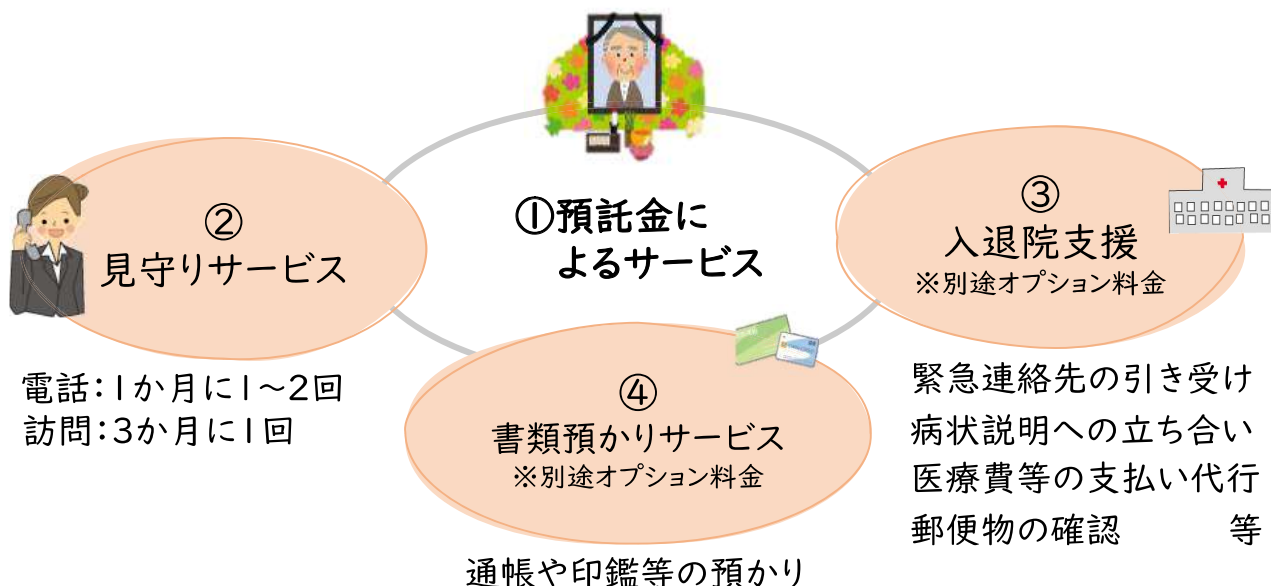 ①預託金に
よるサービス
②
見守りサービス
電話:1か月に1~2回
訪問:3か月に1回
③
入退院支援
※別途オプション料金
緊急連絡先の引き受け
病状説明への立ち合い
医療費等の支払い代行
郵便物の確認 等
④
書類預かりサービス
※別途オプション料金
通帳や印鑑等の預かり